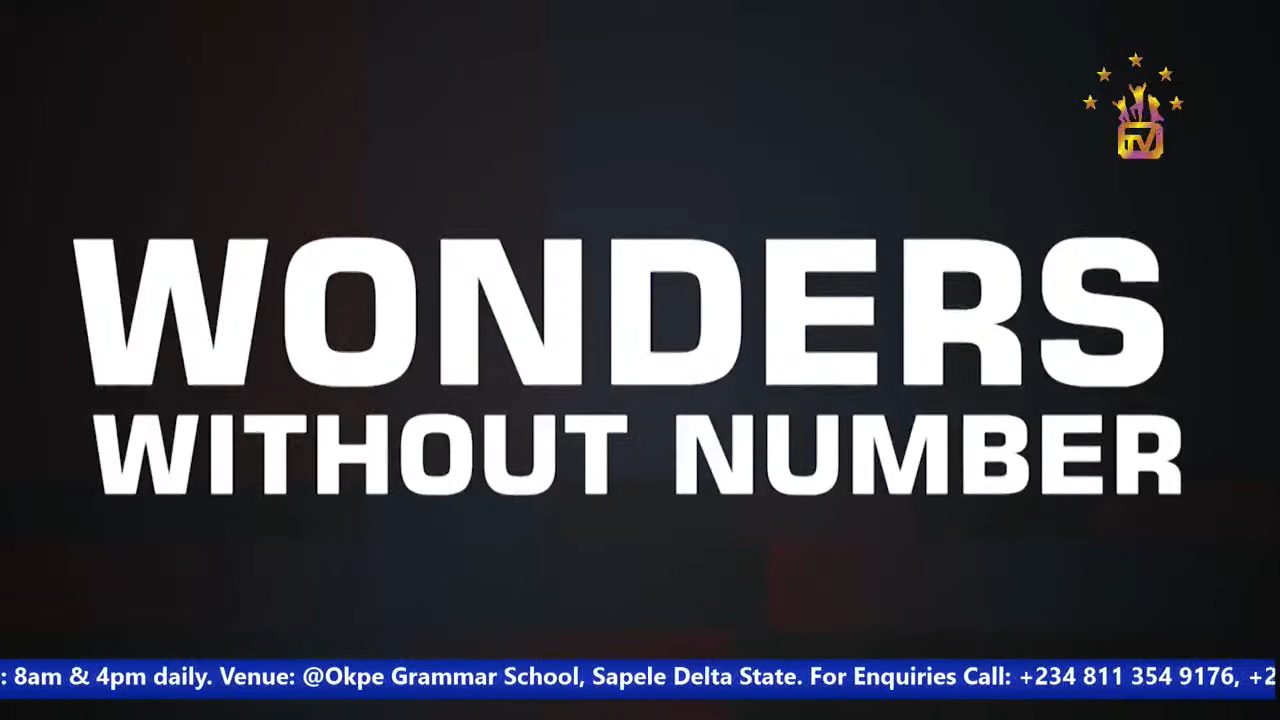 TV
WONDERS
WITHOUT NUMBER
: 8am & 4pm daily. Venue: @Okpe Grammar School, Sapele Delta State. For Enquiries Call: +234 811 354 9176, +2